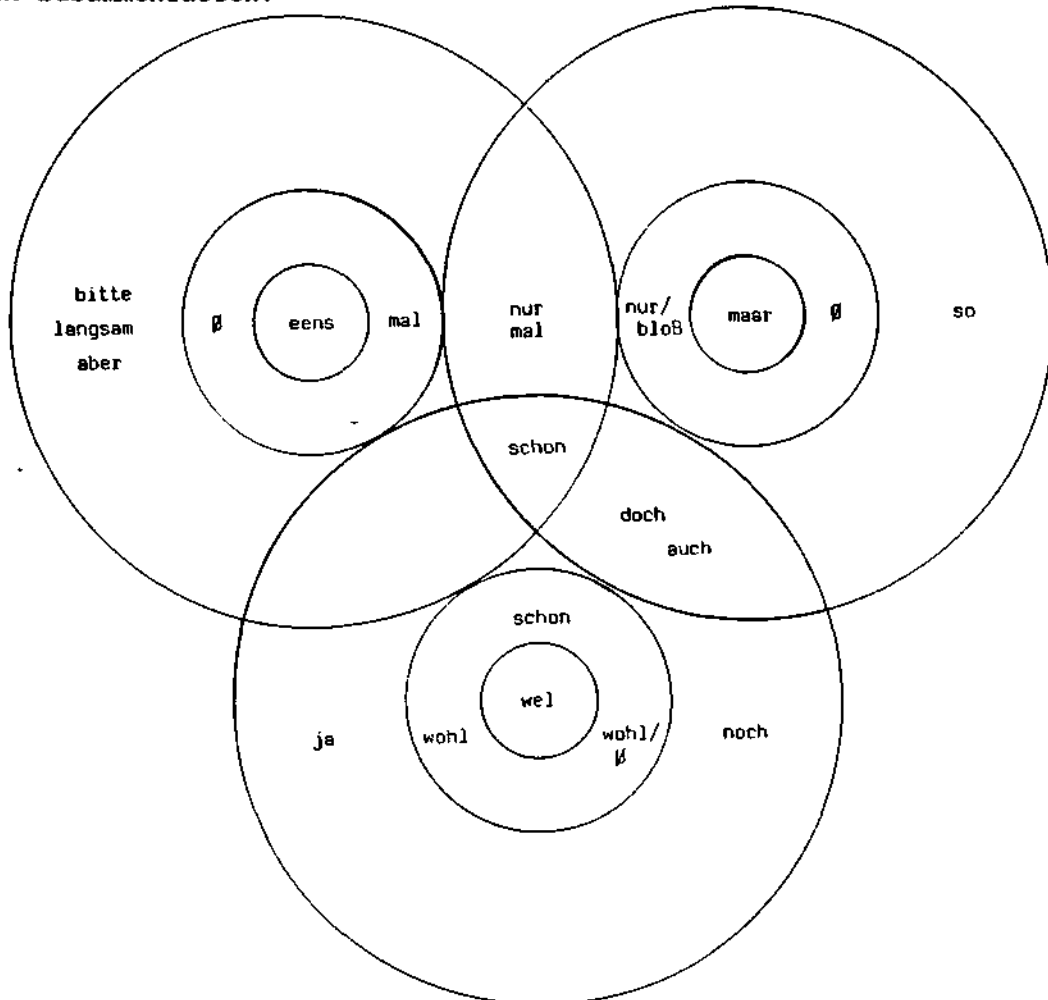 bitte
langsam
aber
Ø
eens
mal
nur
mal
nur/
bloß
maar
Ø
so
schon
doch
auch
schon
wel
ja
wohl
wohl/
Ø
noch